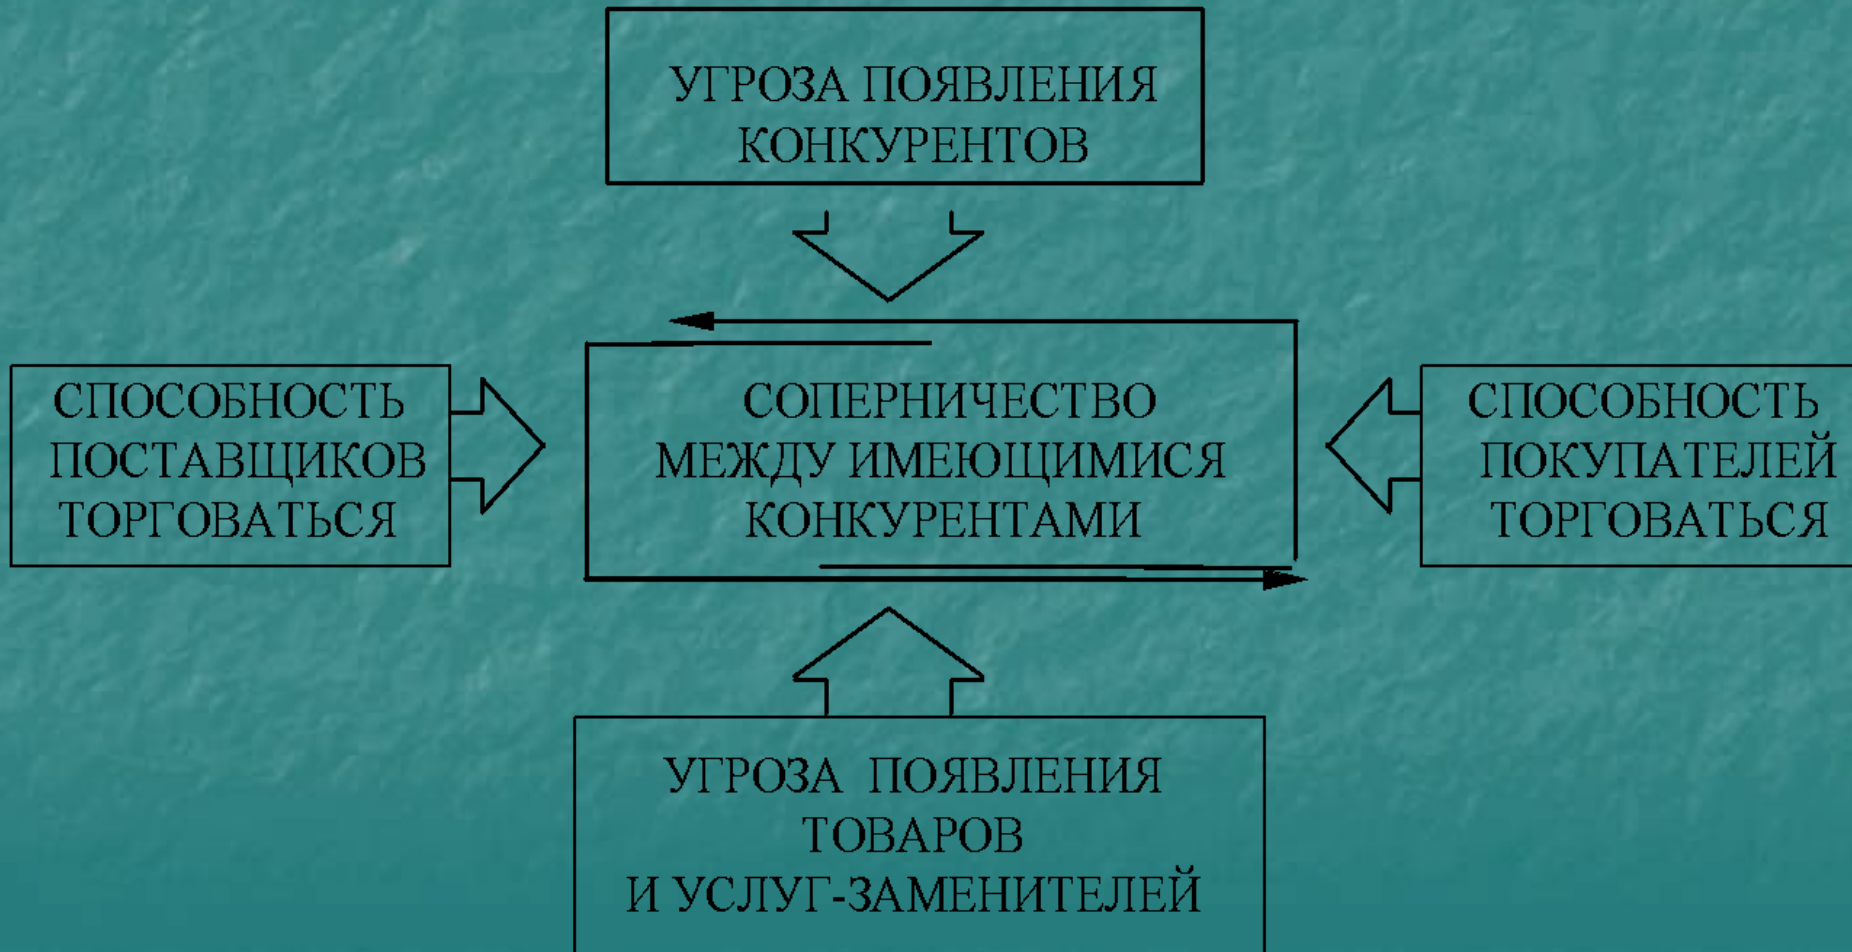 УГРОЗА ПОЯВЛЕНИЯ
КОНКУРЕНТОВ
СПОСОБНОСТЬ
ПОСТАВЩИКОВ
ТОРГОВАТЬСЯ
СОПЕРНИЧЕСТВО
МЕЖДУ ИМЕЮЩИМИСЯ
КОНКУРЕНТАМИ
СПОСОБНОСТЬ
ПОКУПАТЕЛЕЙ
ТОРГОВАТЬСЯ
УГРОЗА ПОЯВЛЕНИЯ
ТОВАРОВ
И УСЛУГ-ЗАМЕНИТЕЛЕЙ